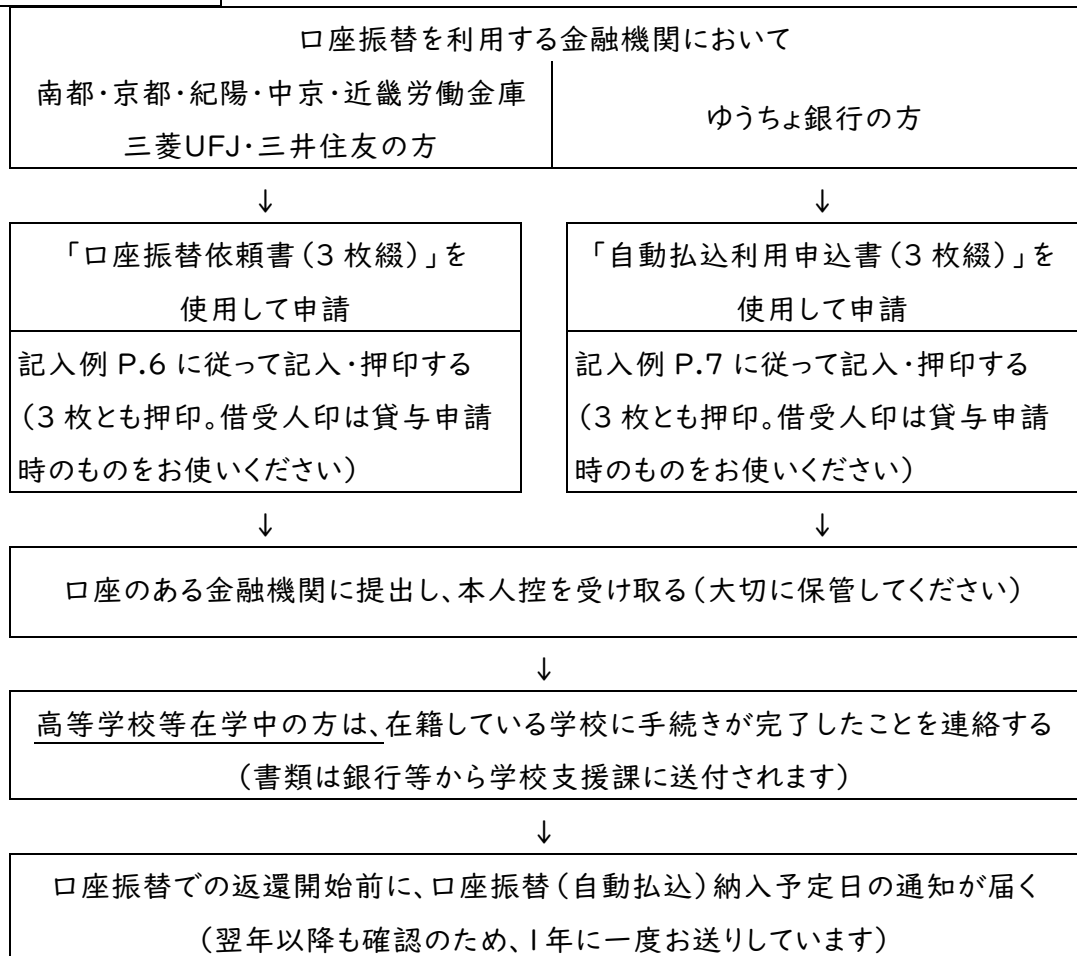 口座振替を利用する金融機関において
南都・京都・紀陽・中京・近畿労働金庫
三菱UFJ・三井住友の方
ゆうちょ銀行の方
↓
↓
「口座振替依頼書（3枚綴）」を
使用して申請
記入例 P.6 に従って記入・押印する
（3枚とも押印。借受人印は貸与申請
時のものをお使いください）
「自動払込利用申込書（3枚綴）」を
使用して申請
記入例 P.7 に従って記入・押印する
（3枚とも押印。借受人印は貸与申請
時のものをお使いください）
↓
↓
口座のある金融機関に提出し、本人控を受け取る（大切に保管してください）
↓
高等学校等在学中の方は、在籍している学校に手続きが完了したことを連絡する
（書類は銀行等から学校支援課に送付されます）
↓
口座振替での返還開始前に、口座振替（自動払込）納入予定日の通知が届く
（翌年以降も確認のため、1年に一度お送りしています）